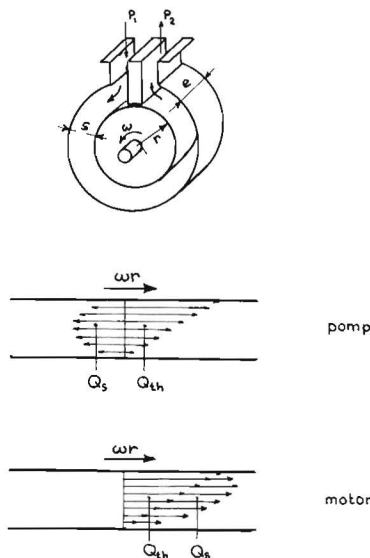 P₁ P₂
e
s
ω
r
ωr
pomp
Qₛ Qₜₕ
ωr
motor
Qₜₕ Qₛ